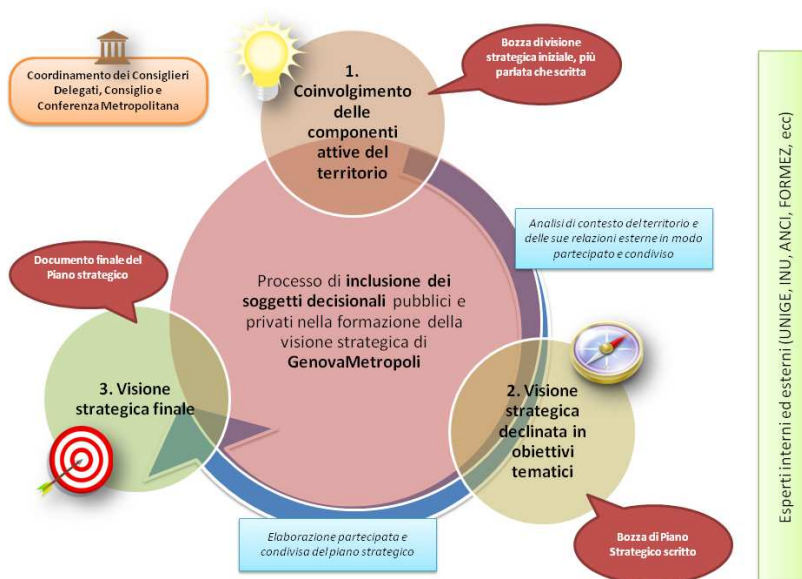 Coordinamento dei Consiglieri
Delegati, Consiglio e
Conferenza Metropolitana
1.
Coinvolgimento
delle
componenti
attive del
territorio
Bozza di visione
strategica iniziale, più
parlata che scritta
Analisi di contesto del territorio e
delle sue relazioni esterne in modo
partecipato e condiviso
Documento finale del
Piano strategico
Processo di inclusione dei
soggetti decisionali pubblici e
privati nella formazione della
visione strategica di
GenovaMetropoli
3. Visione
strategica finale
2. Visione
strategica
declinata in
obiettivi
tematici
Elaborazione partecipata e
condivisa del piano strategico
Bozza di Piano
Strategico scritto
Esperti interni ed esterni (UNIGE, INU, ANCI, FORMEZ, ecc)